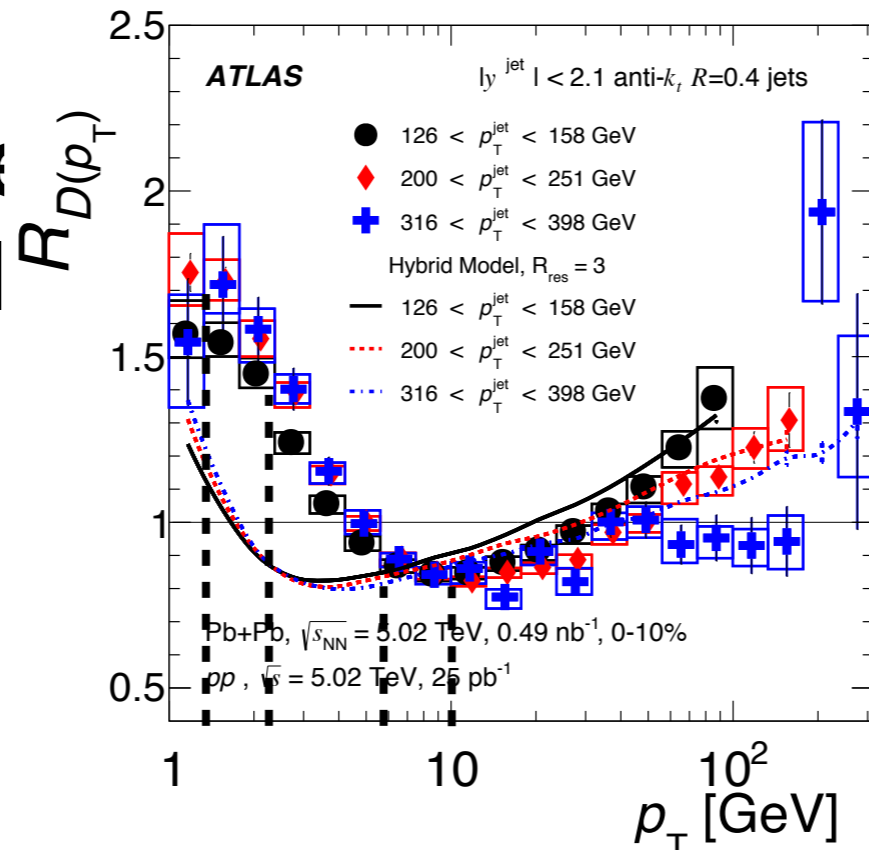 2.5
ATLAS |y^jet| < 2.1 anti-k_t R=0.4 jets
R_D(p_T)
126 < p_T^jet < 158 GeV
200 < p_T^jet < 251 GeV
2
316 < p_T^jet < 398 GeV
Hybrid Model, R_res = 3
126 < p_T^jet < 158 GeV
1.5
200 < p_T^jet < 251 GeV
316 < p_T^jet < 398 GeV
1
Pb+Pb, √s_NN = 5.02 TeV, 0.49 nb^-1, 0-10%
0.5
pp , √s = 5.02 TeV, 25 pb^-1
1 10 10^2
p_T [GeV]